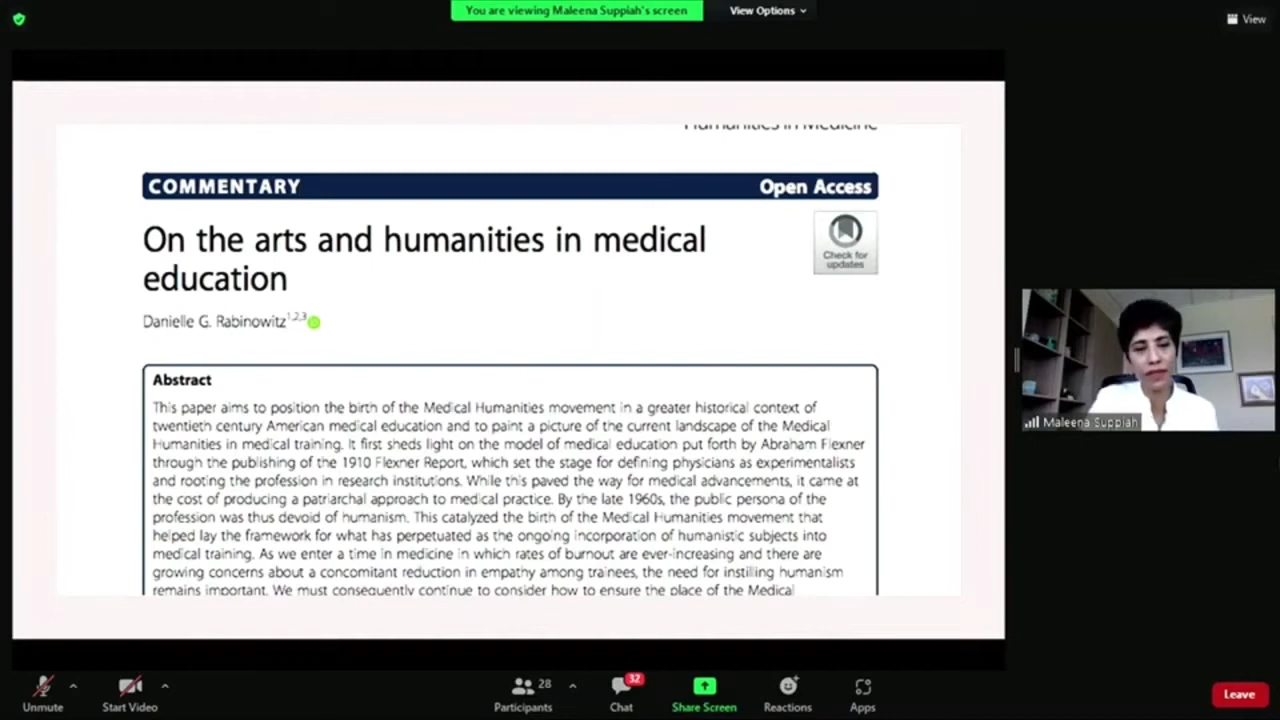 You are viewing Maleena Suppiah's screen
View Options
View
Humanities in Medicine
COMMENTARY
Open Access
On the arts and humanities in medical
education
Check for
updates
Danielle G. Rabinowitz1,2,3
Abstract
This paper aims to position the birth of the Medical Humanities movement in a greater historical context of
twentieth century American medical education and to paint a picture of the current landscape of the Medical
Humanities in medical training. It first sheds light on the model of medical education put forth by Abraham Flexner
through the publishing of the 1910 Flexner Report, which set the stage for defining physicians as experimentalists
and rooting the profession in research institutions. While this paved the way for medical advancements, it came at
the cost of producing a patriarchal approach to medical practice. By the late 1960s, the public persona of the
profession was thus devoid of humanism. This catalyzed the birth of the Medical Humanities movement that
helped lay the framework for what has perpetuated as the ongoing incorporation of humanistic subjects into
medical training. As we enter a time in medicine in which rates of burnout are ever-increasing and there are
growing concerns about a concomitant reduction in empathy among trainees, the need for instilling humanism
remains important. We must consequently continue to consider how to ensure the place of the Medical
Maleena Suppiah
Unmute
Start Video
28
Participants
32
Chat
Share Screen
Reactions
Apps
Leave